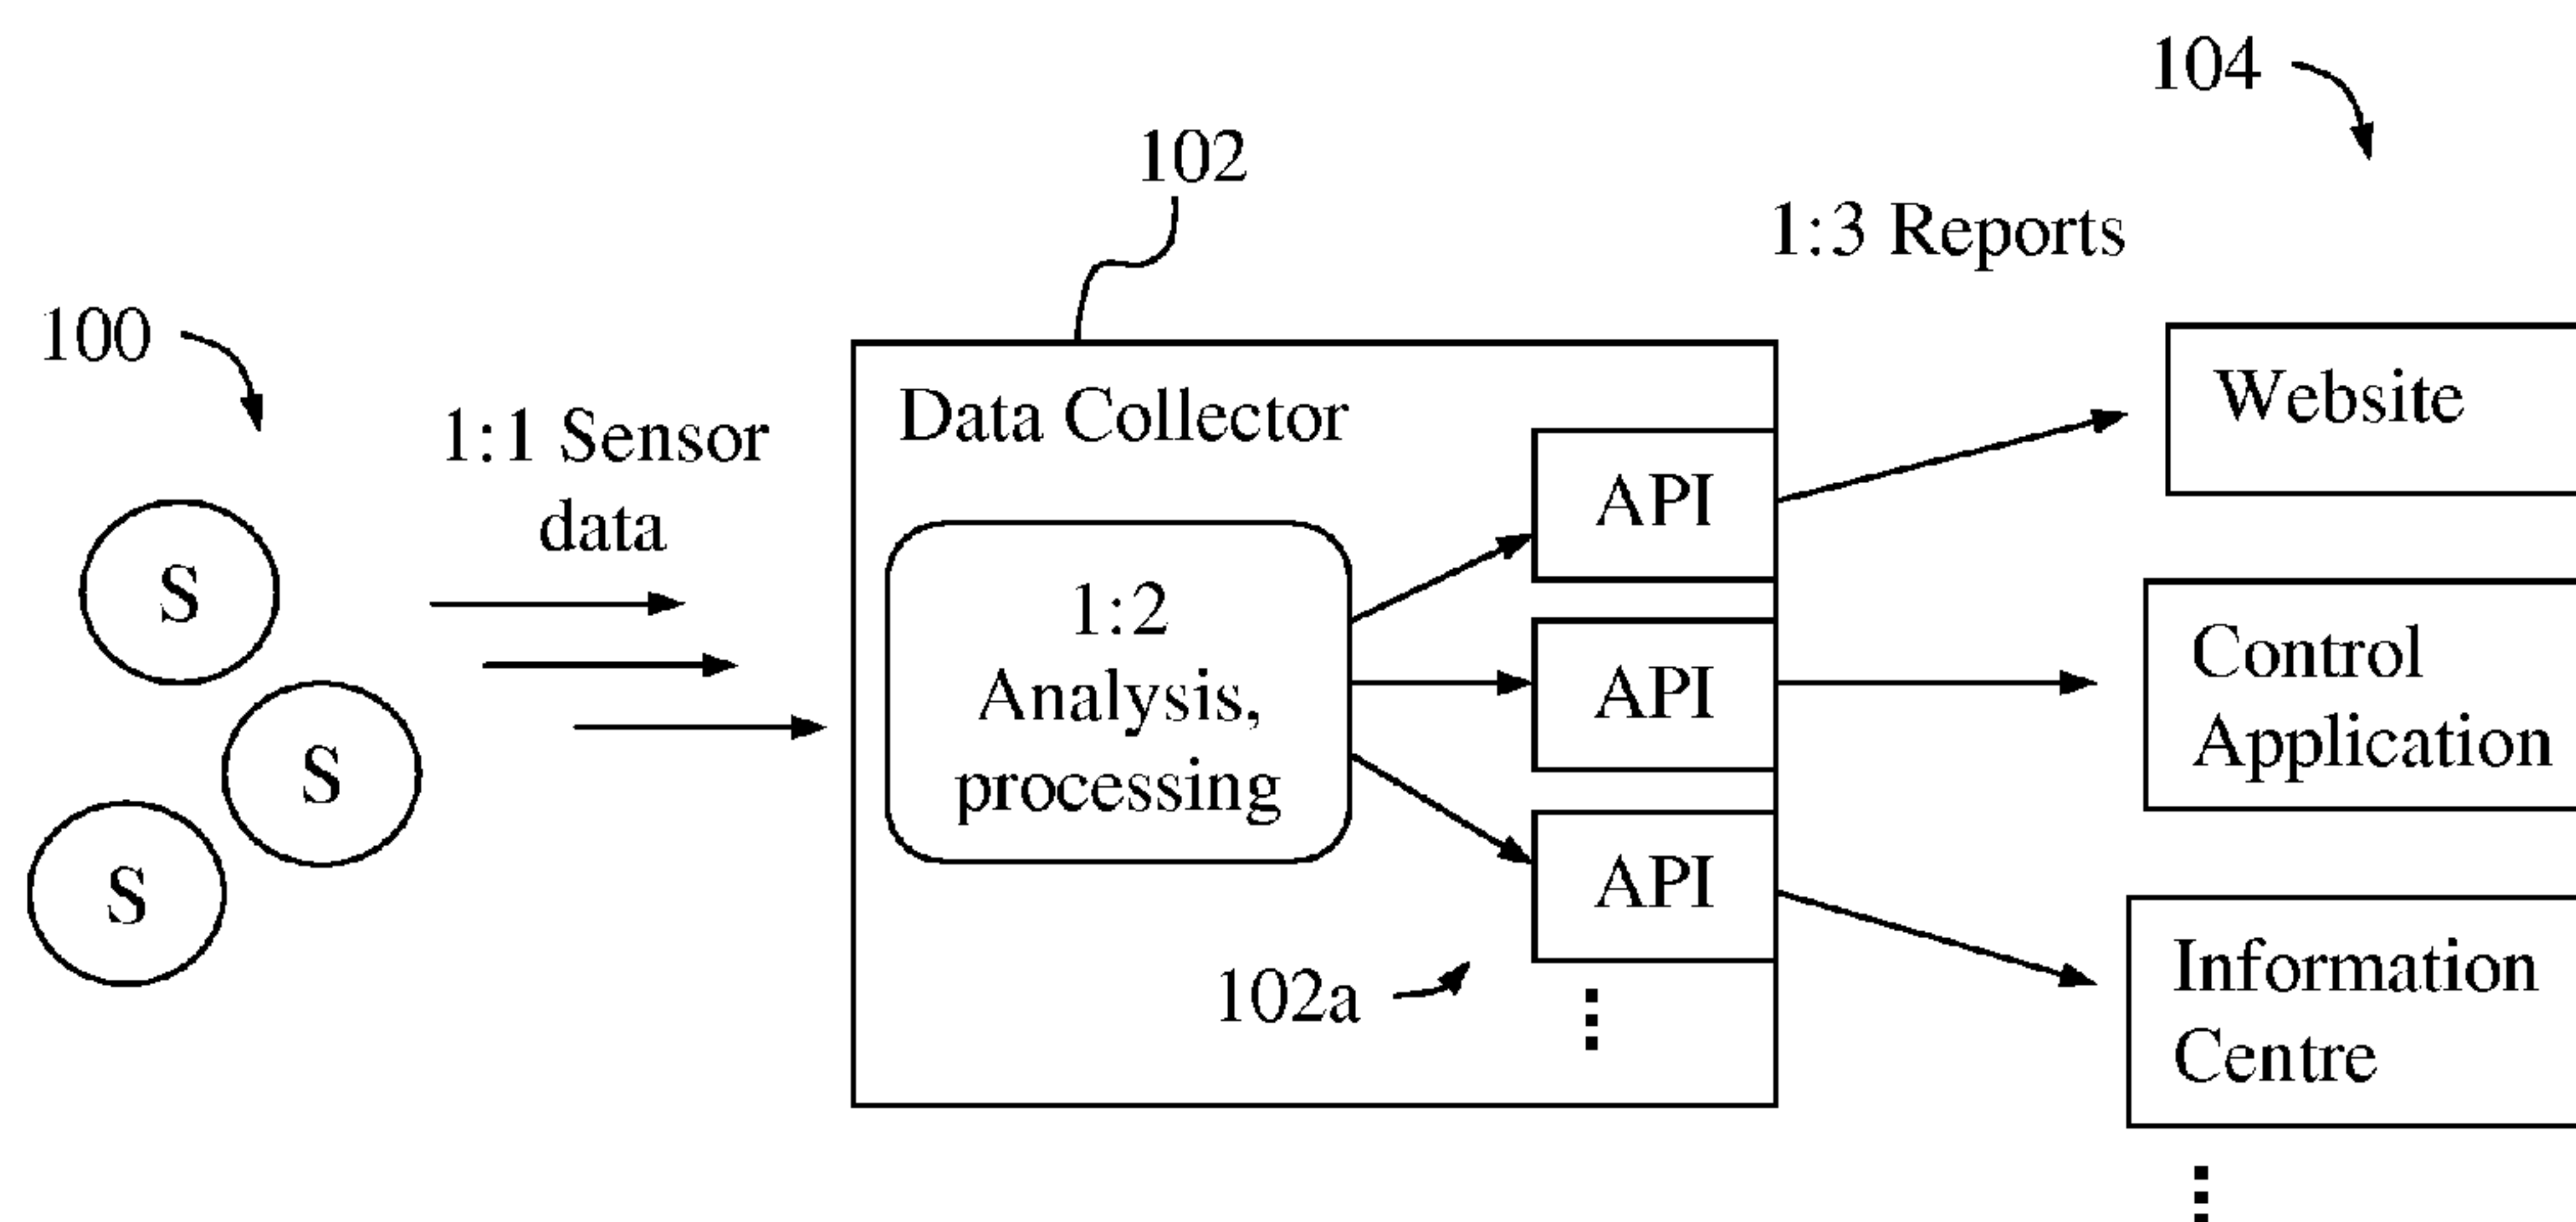 104
102
1:3 Reports
100
1:1 Sensor
data
Data Collector
Website
API
S
1:2
Analysis,
processing
API
Control
Application
S
S
API
102a
Information
Centre